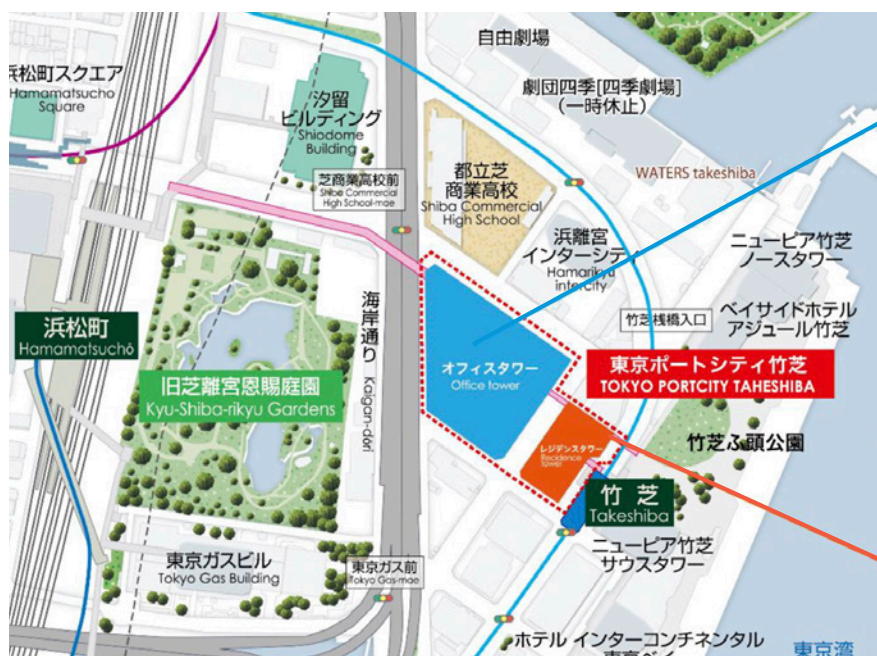 自由劇場
浜松町スクエア
Hamamatsucho
Square
汐留
ビルディング
Shiodome
Building
劇団四季[四季劇場]
(一時休止)
芝商業高校前
Shiba Commercial
High School-mae
都立芝
商業高校
Shiba Commercial
High School
WATERS takeshiba
浜離宮
インターシティ
Hamarikyu
intercity
ニューピア竹芝
ノースタワー
浜松町
Hamamatsuchō
海岸通り
Kaigan-dori
竹芝桟橋入口
ベイサイドホテル
アジュール竹芝
旧芝離宮恩賜庭園
Kyu-Shiba-rikyu Gardens
オフィスタワー
Office tower
東京ポートシティ竹芝
TOKYO PORTCITY TAHESHIBA
レジデンスタワー
Residence
tower
竹芝ふ頭公園
竹 芝
Takeshiba
東京ガスビル
Tokyo Gas Building
東京ガス前
Tokyo Gas-mae
ニューピア竹芝
サウスタワー
ホテル インターコンチネンタル
東京ベイ
東京湾